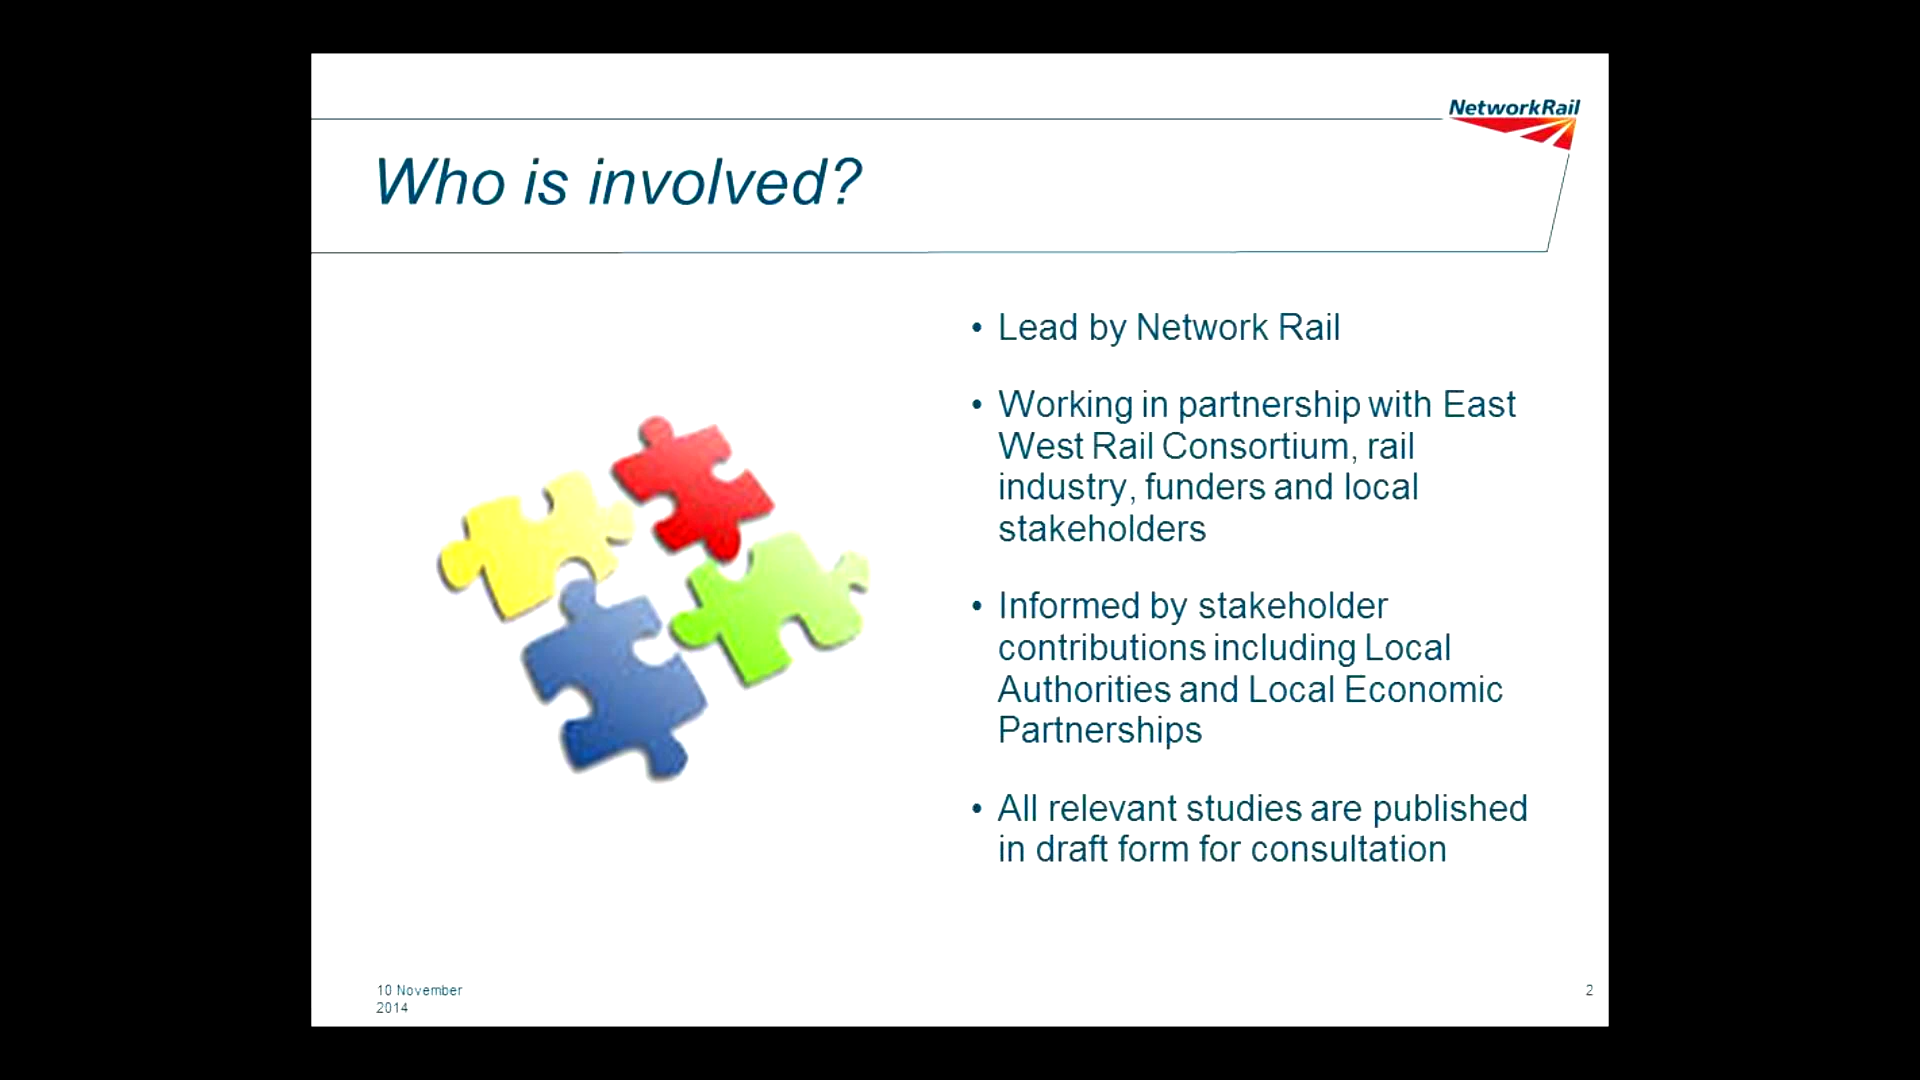 NetworkRail
Who is involved?
• Lead by Network Rail
• Working in partnership with East
West Rail Consortium, rail
industry, funders and local
stakeholders
• Informed by stakeholder
contributions including Local
Authorities and Local Economic
Partnerships
• All relevant studies are published
in draft form for consultation
10 November
2014
2